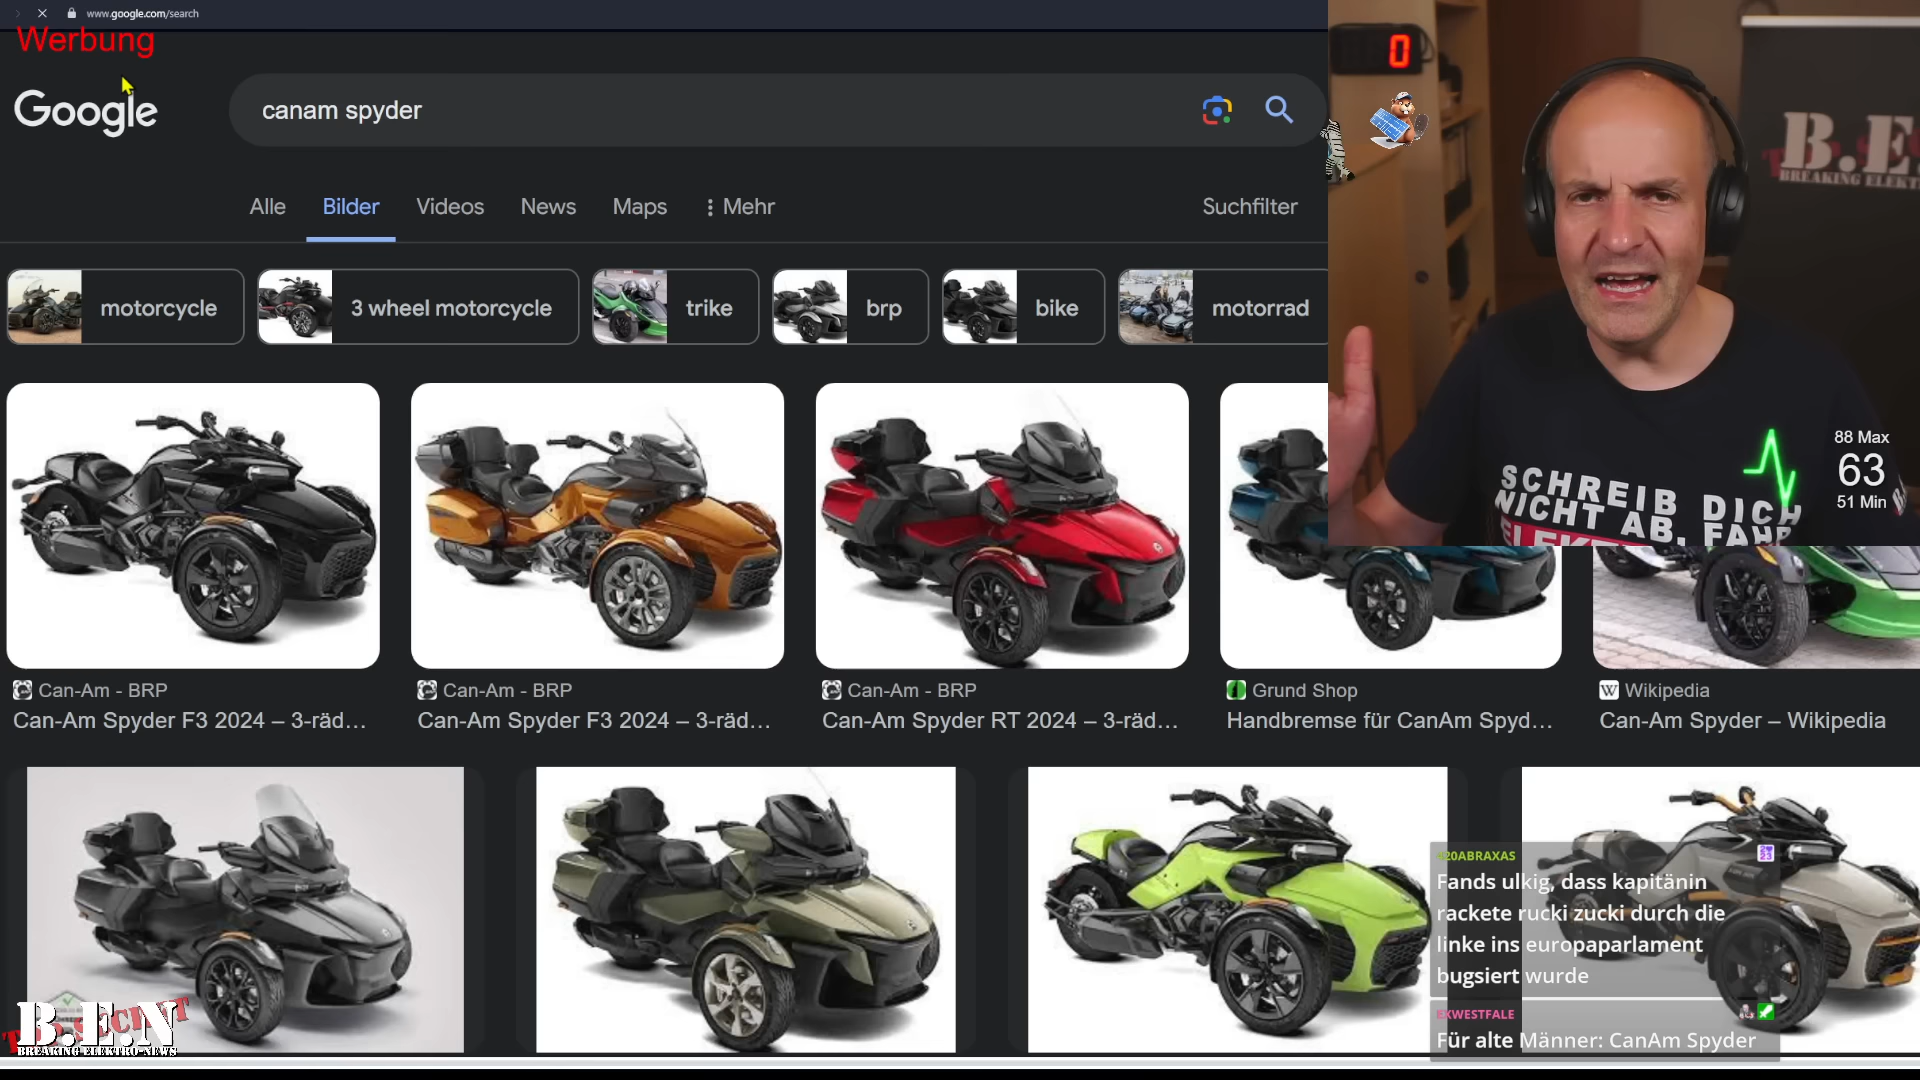 www.google.com/search
Werbung
Google
canam spyder
Alle Bilder Videos News Maps Mehr Suchfilter
motorcycle
3 wheel motorcycle
trike
brp
bike
motorrad
0
B.E.
BREAKING ELEKT
88 Max
63
51 Min
SCHREIB DICH
NICHT AB, FAHR
ELEKT
Can-Am - BRP
Can-Am Spyder F3 2024 – 3-räd...
Can-Am - BRP
Can-Am Spyder F3 2024 – 3-räd...
Can-Am - BRP
Can-Am Spyder RT 2024 – 3-räd...
Grund Shop
Handbremse für CanAm Spyd...
W Wikipedia
Can-Am Spyder – Wikipedia
20ABRAXAS
Fands ulkig, dass kapitänin
rackete rucki zucki durch die
linke ins europaparlament
bugsiert wurde
EXWESTFALE
Für alte Männer: CanAm Spyder
B.E.N
BREAKING ELEKTRO-NEWS